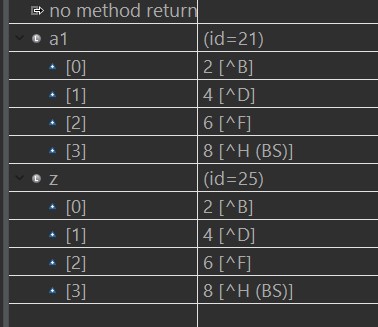 no method return
a1 (id=21)
[0] 2 [^B]
[1] 4 [^D]
[2] 6 [^F]
[3] 8 [^H (BS)]
z (id=25)
[0] 2 [^B]
[1] 4 [^D]
[2] 6 [^F]
[3] 8 [^H (BS)]